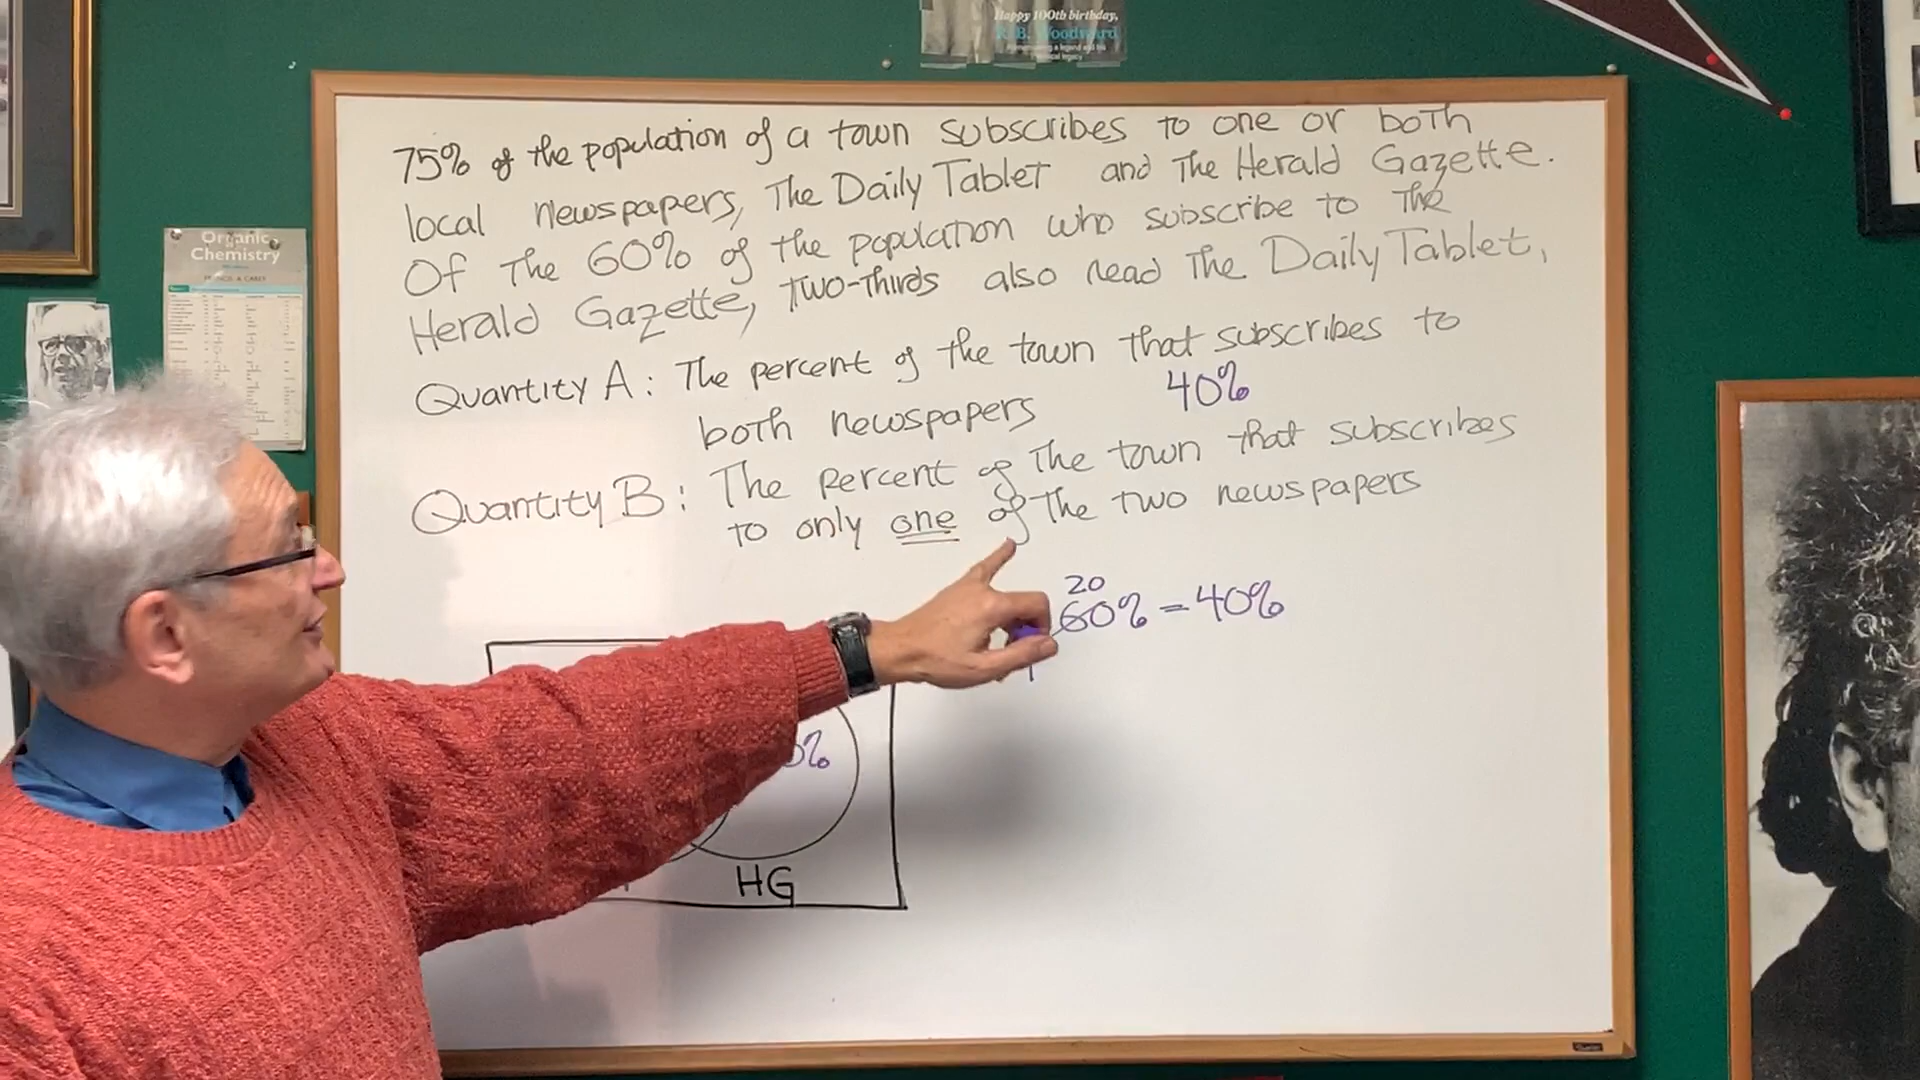 Happy 100th birthday,
R. B. Woodward
Organic
Chemistry
75% of the population of a town subscribes to one or both
local newspapers, The Daily Tablet and The Herald Gazette.
Of The 60% of the population who subscribe to The
Herald Gazette, Two-Thirds also read The Daily Tablet,
Quantity A: The percent of the town that subscribes to
both newspapers 40%
Quantity B: The percent of The town that subscribes
to only one of the two newspapers
20
60% = 40%
0%
HG